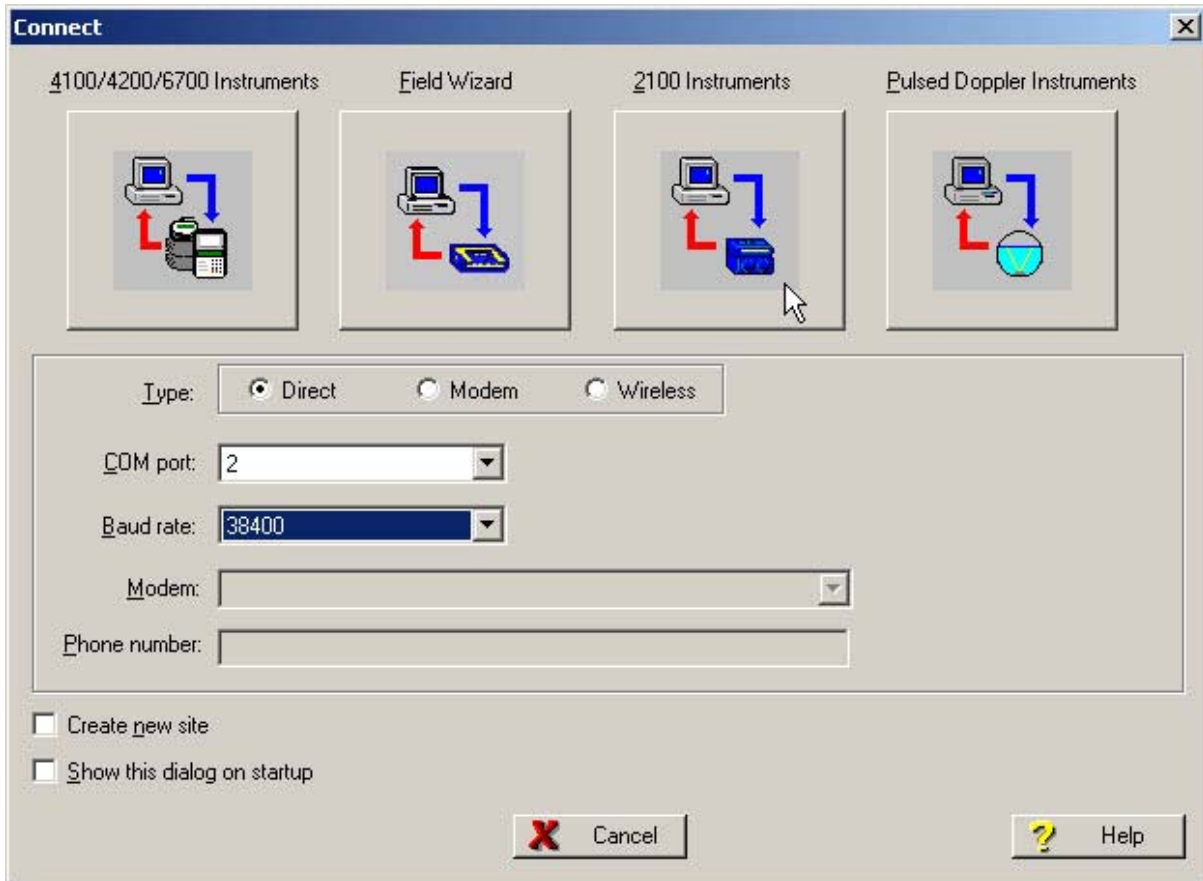 Connect
4100/4200/6700 Instruments
Field Wizard
2100 Instruments
Pulsed Doppler Instruments
Type: Direct Modem Wireless
COM port: 2
Baud rate: 38400
Modem:
Phone number:
Create new site
Show this dialog on startup
Cancel
Help